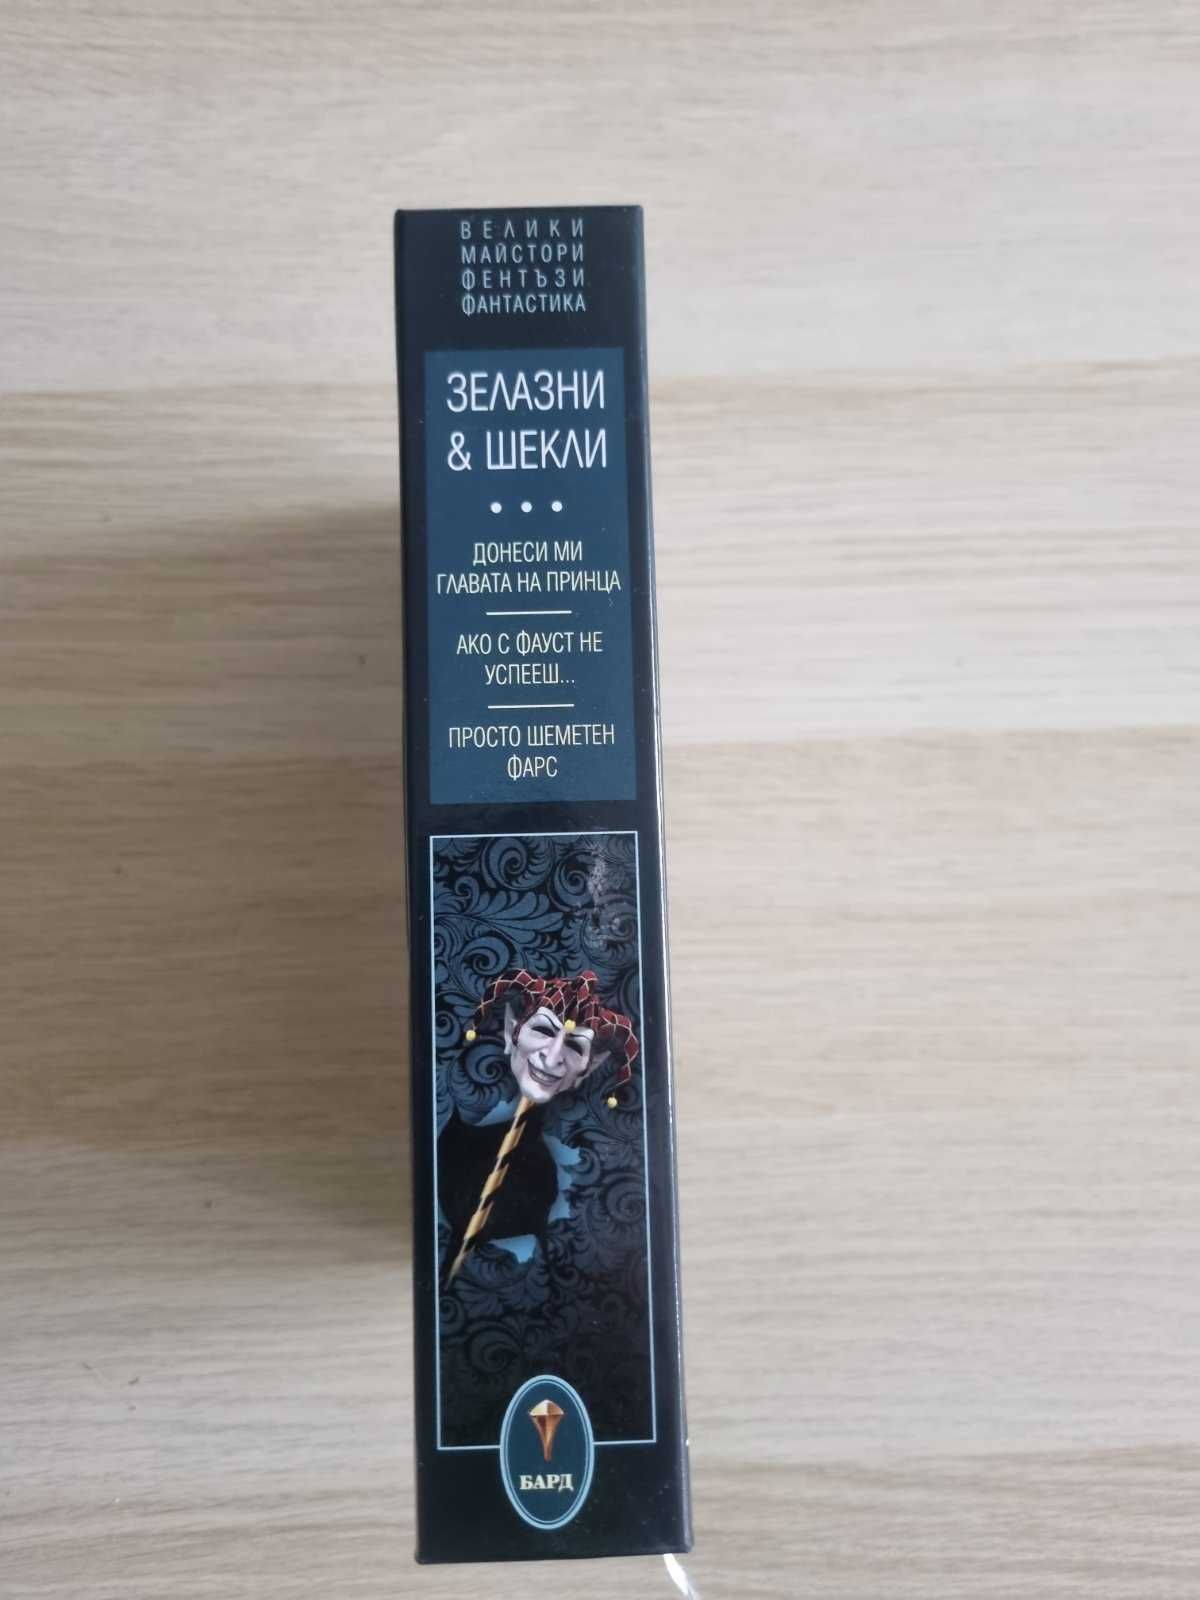 ВЕЛИКИ
МАЙСТОРИ
ФЕНТЪЗИ
ФАНТАСТИКА
ЗЕЛАЗНИ
& ШЕКЛИ
• • •
ДОНЕСИ МИ
ГЛАВАТА НА ПРИНЦА
АКО С ФАУСТ НЕ
УСПЕЕШ...
ПРОСТО ШЕМЕТЕН
ФАРС
БАРД